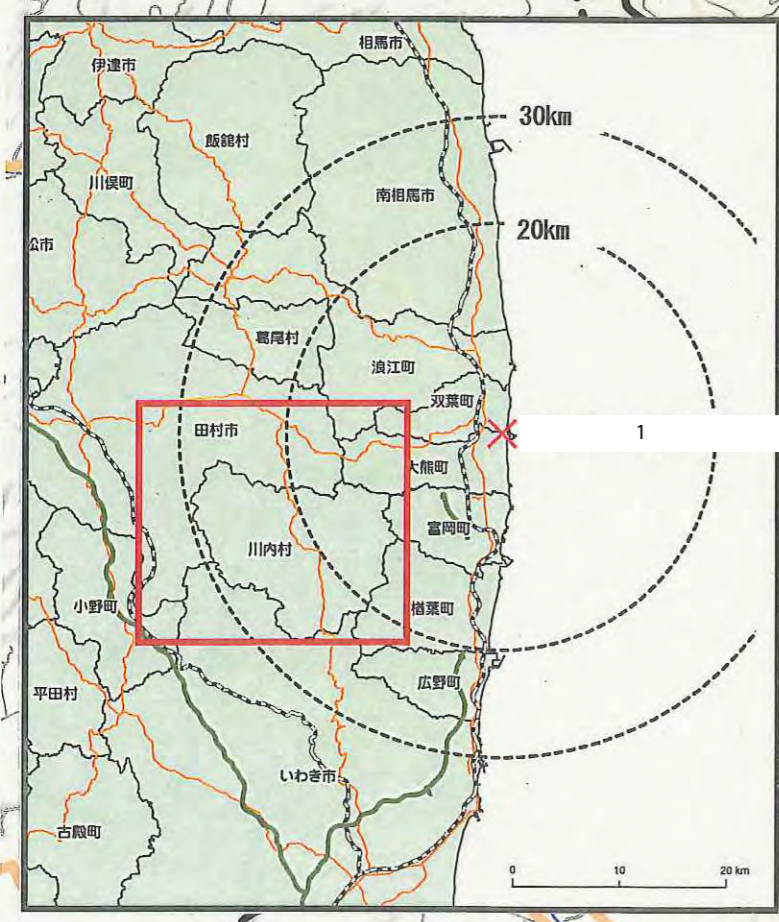 相馬市
伊達市
30km
飯舘村
川俣町
南相馬市
20km
松市
葛尾村
浪江町
双葉町
田村市
1
大熊町
富岡町
川内村
小野町
楢葉町
広野町
平田村
いわき市
古殿町
0 10 20 km